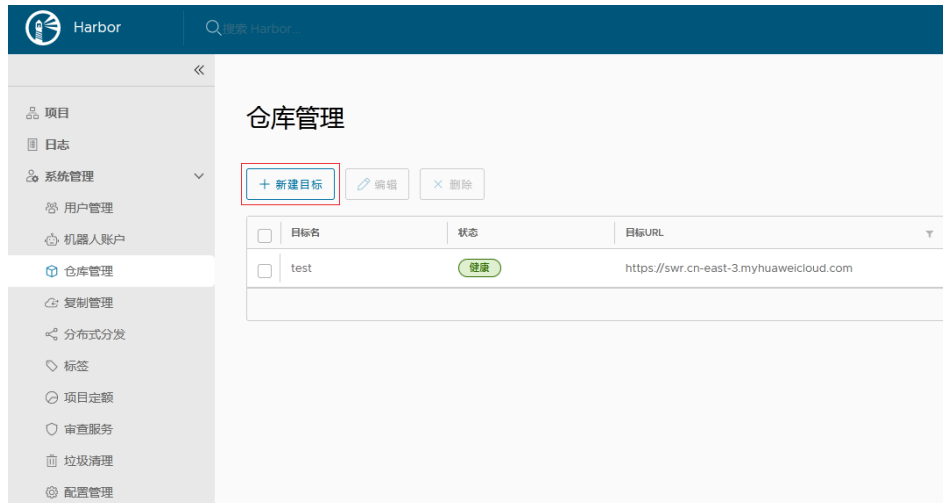 Harbor
搜索 Harbor...
项目
日志
系统管理
用户管理
机器人账户
仓库管理
复制管理
分布式分发
标签
项目定额
审查服务
垃圾清理
配置管理
仓库管理
+ 新建目标 编辑 × 删除
目标名 状态 目标URL
test 健康 https://swr.cn-east-3.myhuaweicloud.com